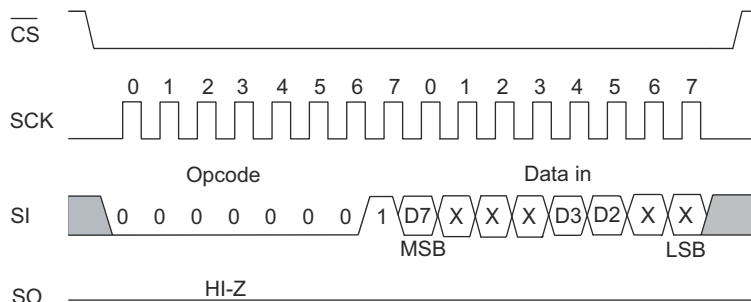 CS
0 1 2 3 4 5 6 7 0 1 2 3 4 5 6 7
SCK
Opcode Data in
SI 0 0 0 0 0 0 0 1 D7 X X X D3 D2 X X
MSB LSB
HI-Z
SO